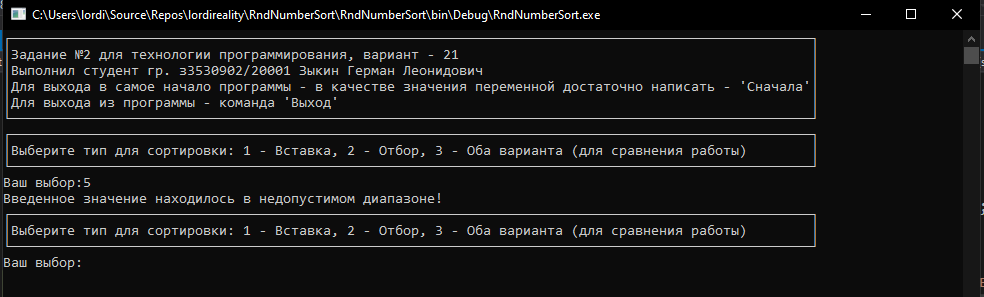 C:\Users\lordi\Source\Repos\lordireality\RndNumberSort\RndNumberSort\bin\Debug\RndNumberSort.exe
Задание №2 для технологии программирования, вариант - 21
Выполнил студент гр. з3530902/20001 Зыкин Герман Леонидович
Для выхода в самое начало программы - в качестве значения переменной достаточно написать - 'Сначала'
Для выхода из программы - команда 'Выход'
Выберите тип для сортировки: 1 - Вставка, 2 - Отбор, 3 - Оба варианта (для сравнения работы)
Ваш выбор:5
Введенное значение находилось в недопустимом диапазоне!
Выберите тип для сортировки: 1 - Вставка, 2 - Отбор, 3 - Оба варианта (для сравнения работы)
Ваш выбор: